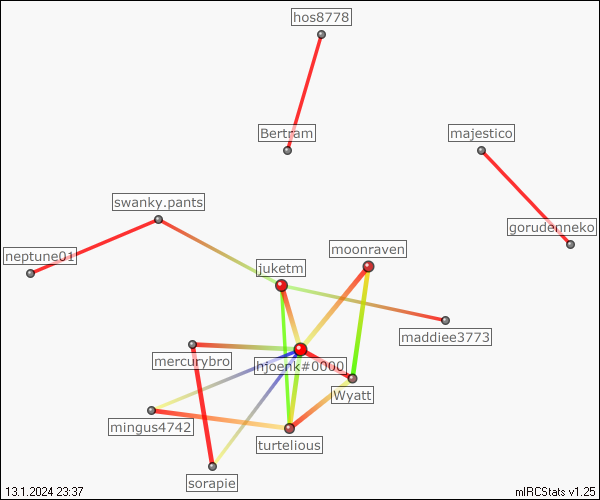 hos8778
Bertram
majestico
swanky.pants
gorudenneko
moonraven
neptune01
juketm
maddiee3773
mercurybro
hjoenk#0000
Wyatt
mingus4742
turtelious
sorapie
13.1.2024 23:37
mIRCStats v1.25